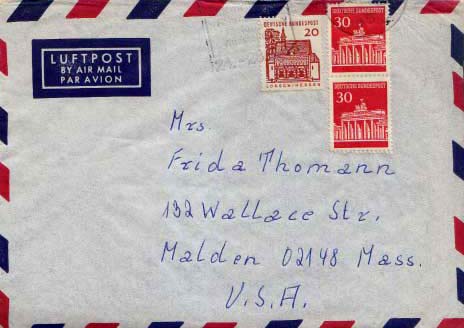 LUFTPOST
BY AIR MAIL
PAR AVION
DEUTSCHE BUNDESPOST
20
LORSCH/HESSEN
30
DEUTSCHE BUNDESPOST
30
DEUTSCHE BUNDESPOST
Mrs.
Frida Thomann
132 Wallace Str.
Malden 02148 Mass.
U.S.A.